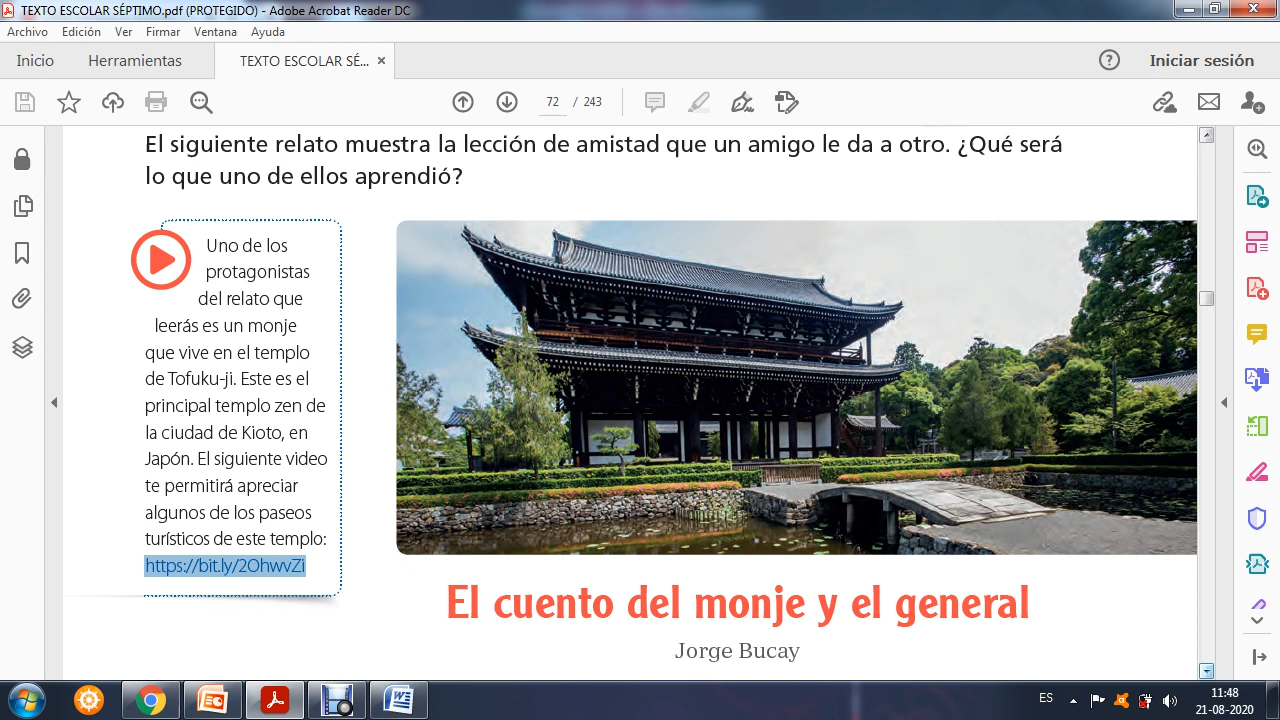 TEXTO ESCOLAR SÉPTIMO.pdf (PROTEGIDO) - Adobe Acrobat Reader DC
Archivo Edición Ver Firmar Ventana Ayuda
Inicio Herramientas TEXTO ESCOLAR SÉ... × ? Iniciar sesión
72 / 243
El siguiente relato muestra la lección de amistad que un amigo le da a otro. ¿Qué será
lo que uno de ellos aprendió?
Uno de los
protagonistas
del relato que
leerás es un monje
que vive en el templo
de Tofuku-ji. Este es el
principal templo zen de
la ciudad de Kioto, en
Japón. El siguiente video
te permitirá apreciar
algunos de los paseos
turísticos de este templo:
https://bit.ly/2OhwvZi
El cuento del monje y el general
Jorge Bucay
ES 11:48
21-08-2020